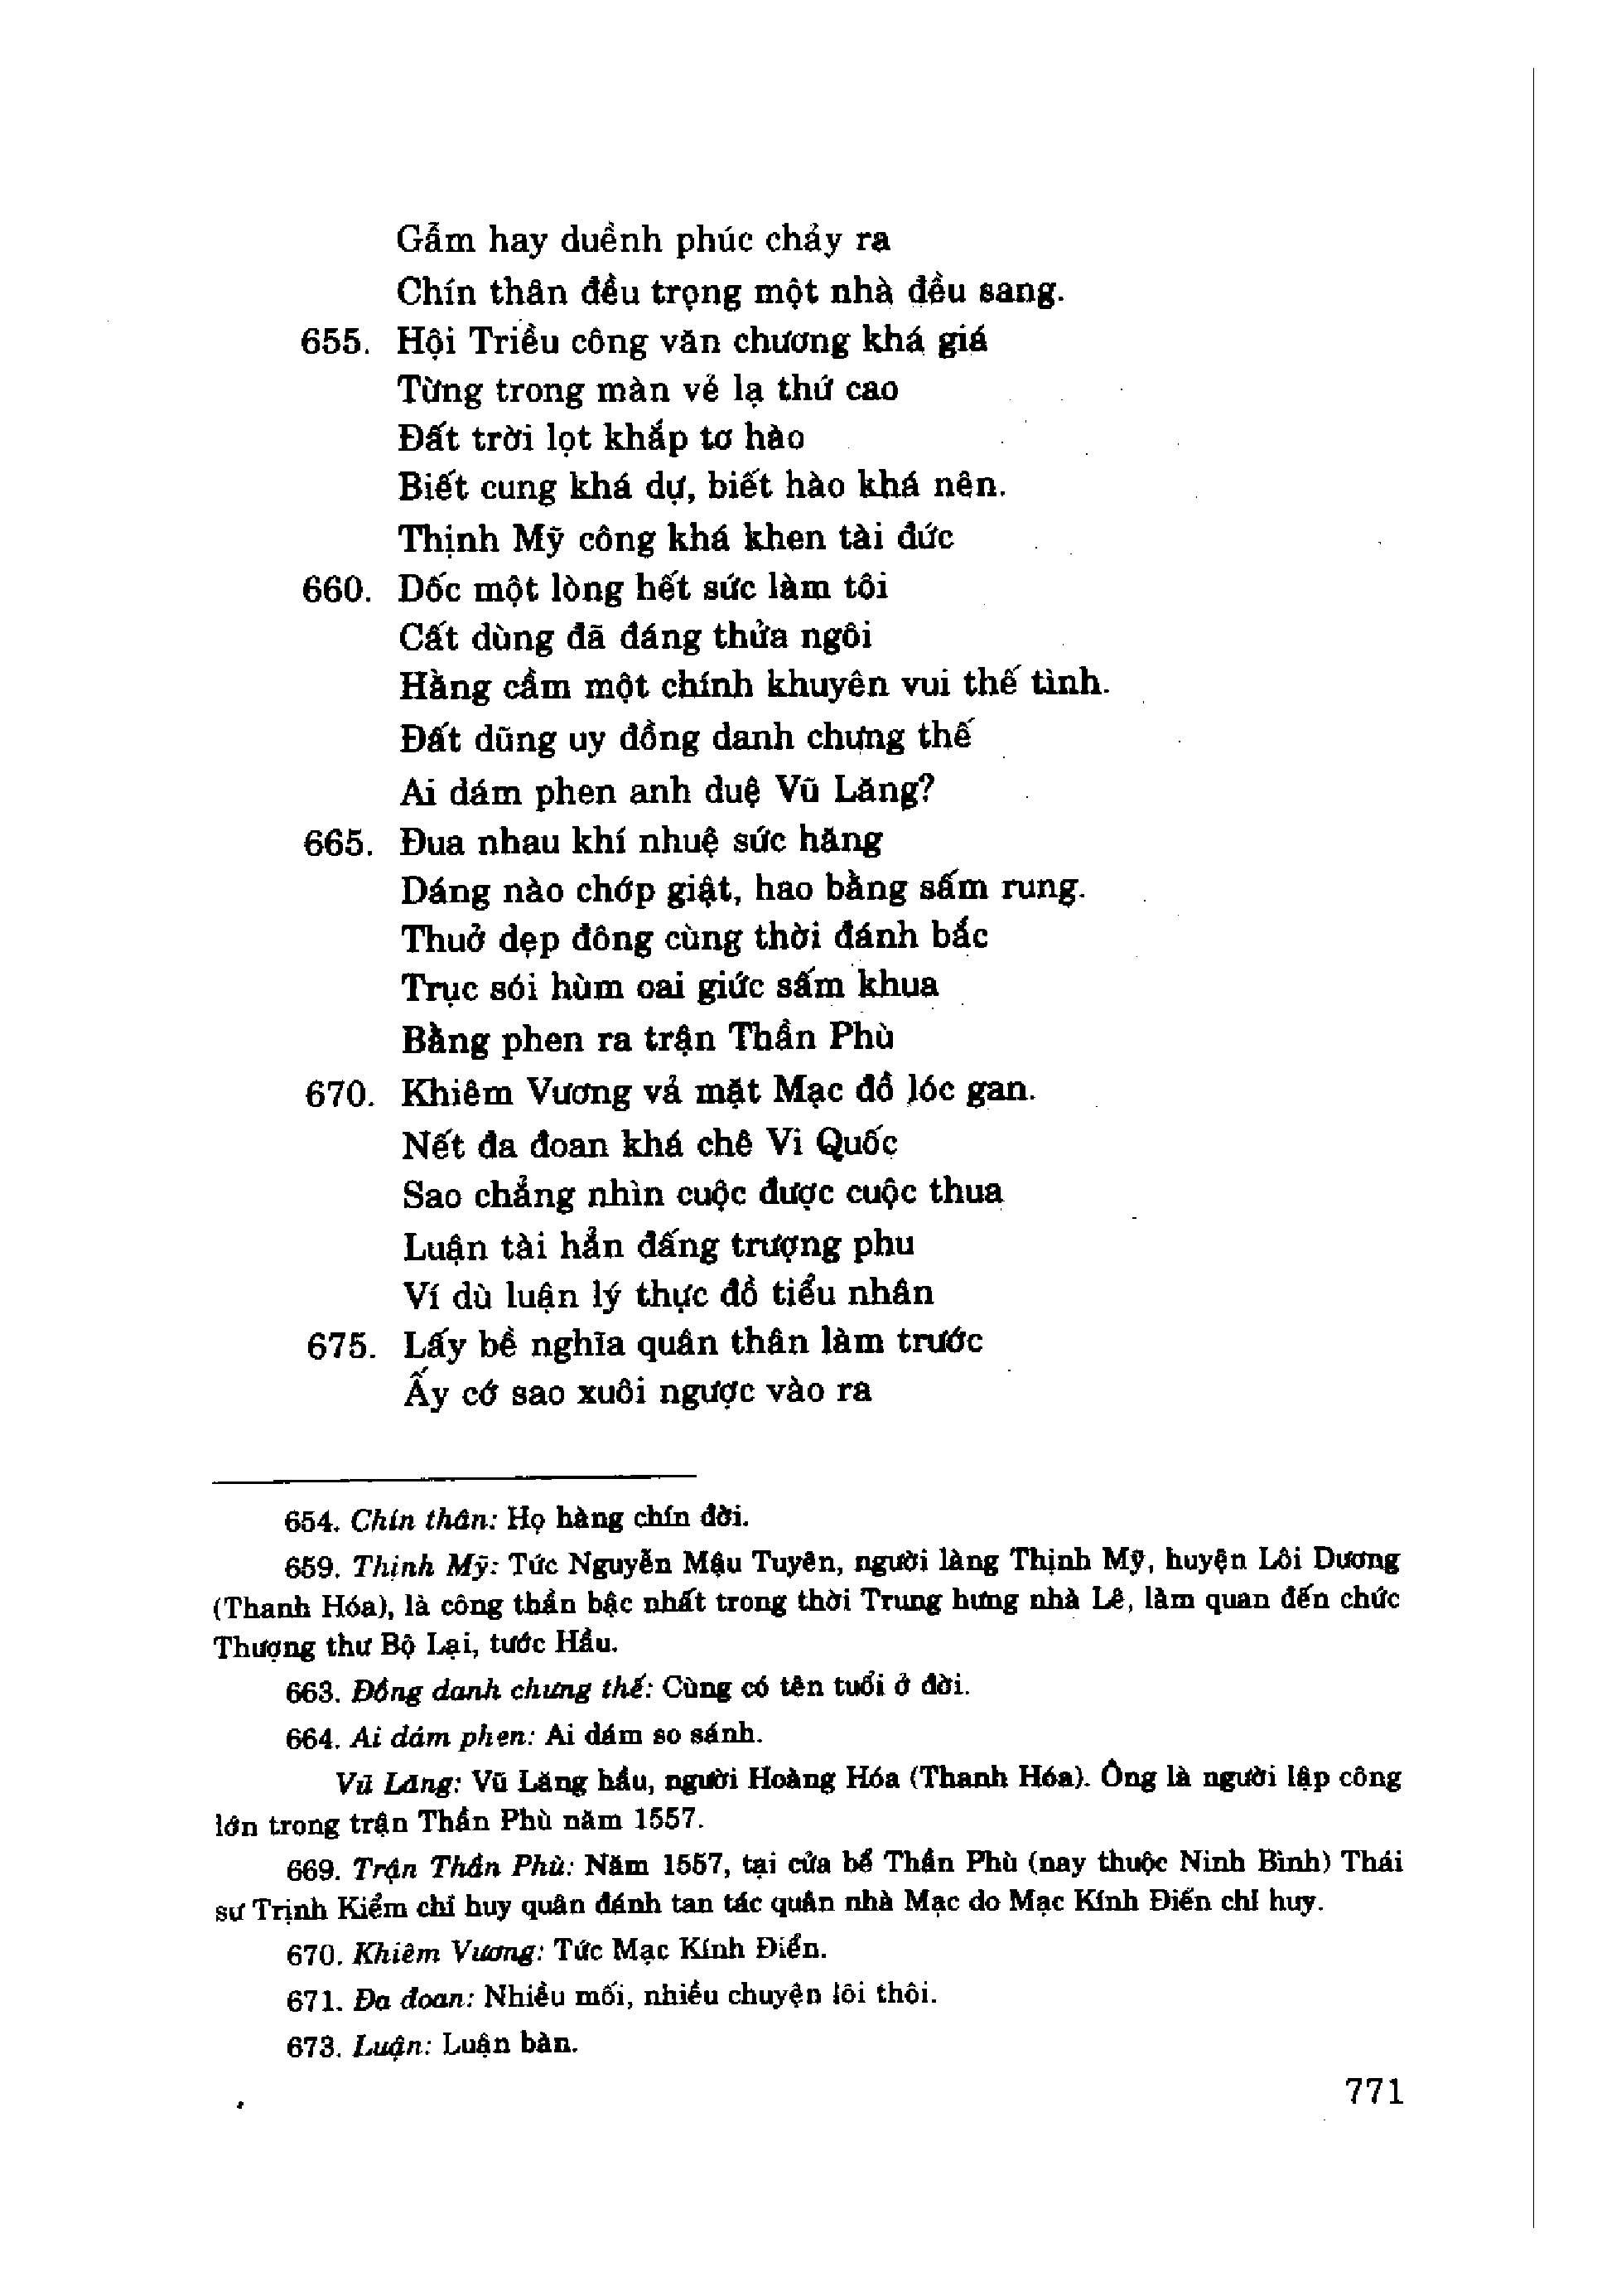 Gẫm hay duềnh phúc chảy ra
Chín thân đều trọng một nhà đều sang.
655. Hội Triều công văn chương khá giá
Từng trong màn vẻ lạ thứ cao
Đất trời lọt khắp tơ hào
Biết cung khá dự, biết hào khá nên.
Thịnh Mỹ công khá khen tài đức
660. Dốc một lòng hết sức làm tôi
Cất dùng đã đáng thửa ngôi
Hằng cầm một chính khuyên vui thế tình.
Đất dũng uy đồng danh chưng thế
Ai dám phen anh duệ Vũ Lăng?
665. Đua nhau khí nhuệ sức hăng
Dáng nào chớp giật, hao bằng sấm rung.
Thuở dẹp đông cùng thời đánh bắc
Trục sói hùm oai giức sấm khua
Bằng phen ra trận Thần Phù
670. Khiêm Vương vả mặt Mạc đồ lóc gan.
Nết đa đoan khá chê Vi Quốc
Sao chẳng nhìn cuộc được cuộc thua
Luận tài hẳn đấng trượng phu
Ví dù luận lý thực đồ tiểu nhân
675. Lấy bề nghĩa quân thân làm trước
Ấy cớ sao xuôi ngược vào ra
654. Chín thân: Họ hàng chín đời.
659. Thịnh Mỹ: Tức Nguyễn Mậu Tuyên, người làng Thịnh Mỹ, huyện Lôi Dương
(Thanh Hóa), là công thần bậc nhất trong thời Trung hưng nhà Lê, làm quan đến chức
Thượng thư Bộ Lại, tước Hầu.
663. Đồng danh chưng thế: Cùng có tên tuổi ở đời.
664. Ai dám phen: Ai dám so sánh.
Vũ Lăng: Vũ Lăng hầu, người Hoàng Hóa (Thanh Hóa). Ông là người lập công
lớn trong trận Thần Phù năm 1557.
669. Trận Thần Phù: Năm 1557, tại cửa bể Thần Phù (nay thuộc Ninh Bình) Thái
sư Trịnh Kiểm chỉ huy quân đánh tan tác quân nhà Mạc do Mạc Kính Điển chỉ huy.
670. Khiêm Vương: Tức Mạc Kính Điển.
671. Đa đoan: Nhiều mối, nhiều chuyện lôi thôi.
673. Luận: Luận bàn.
771